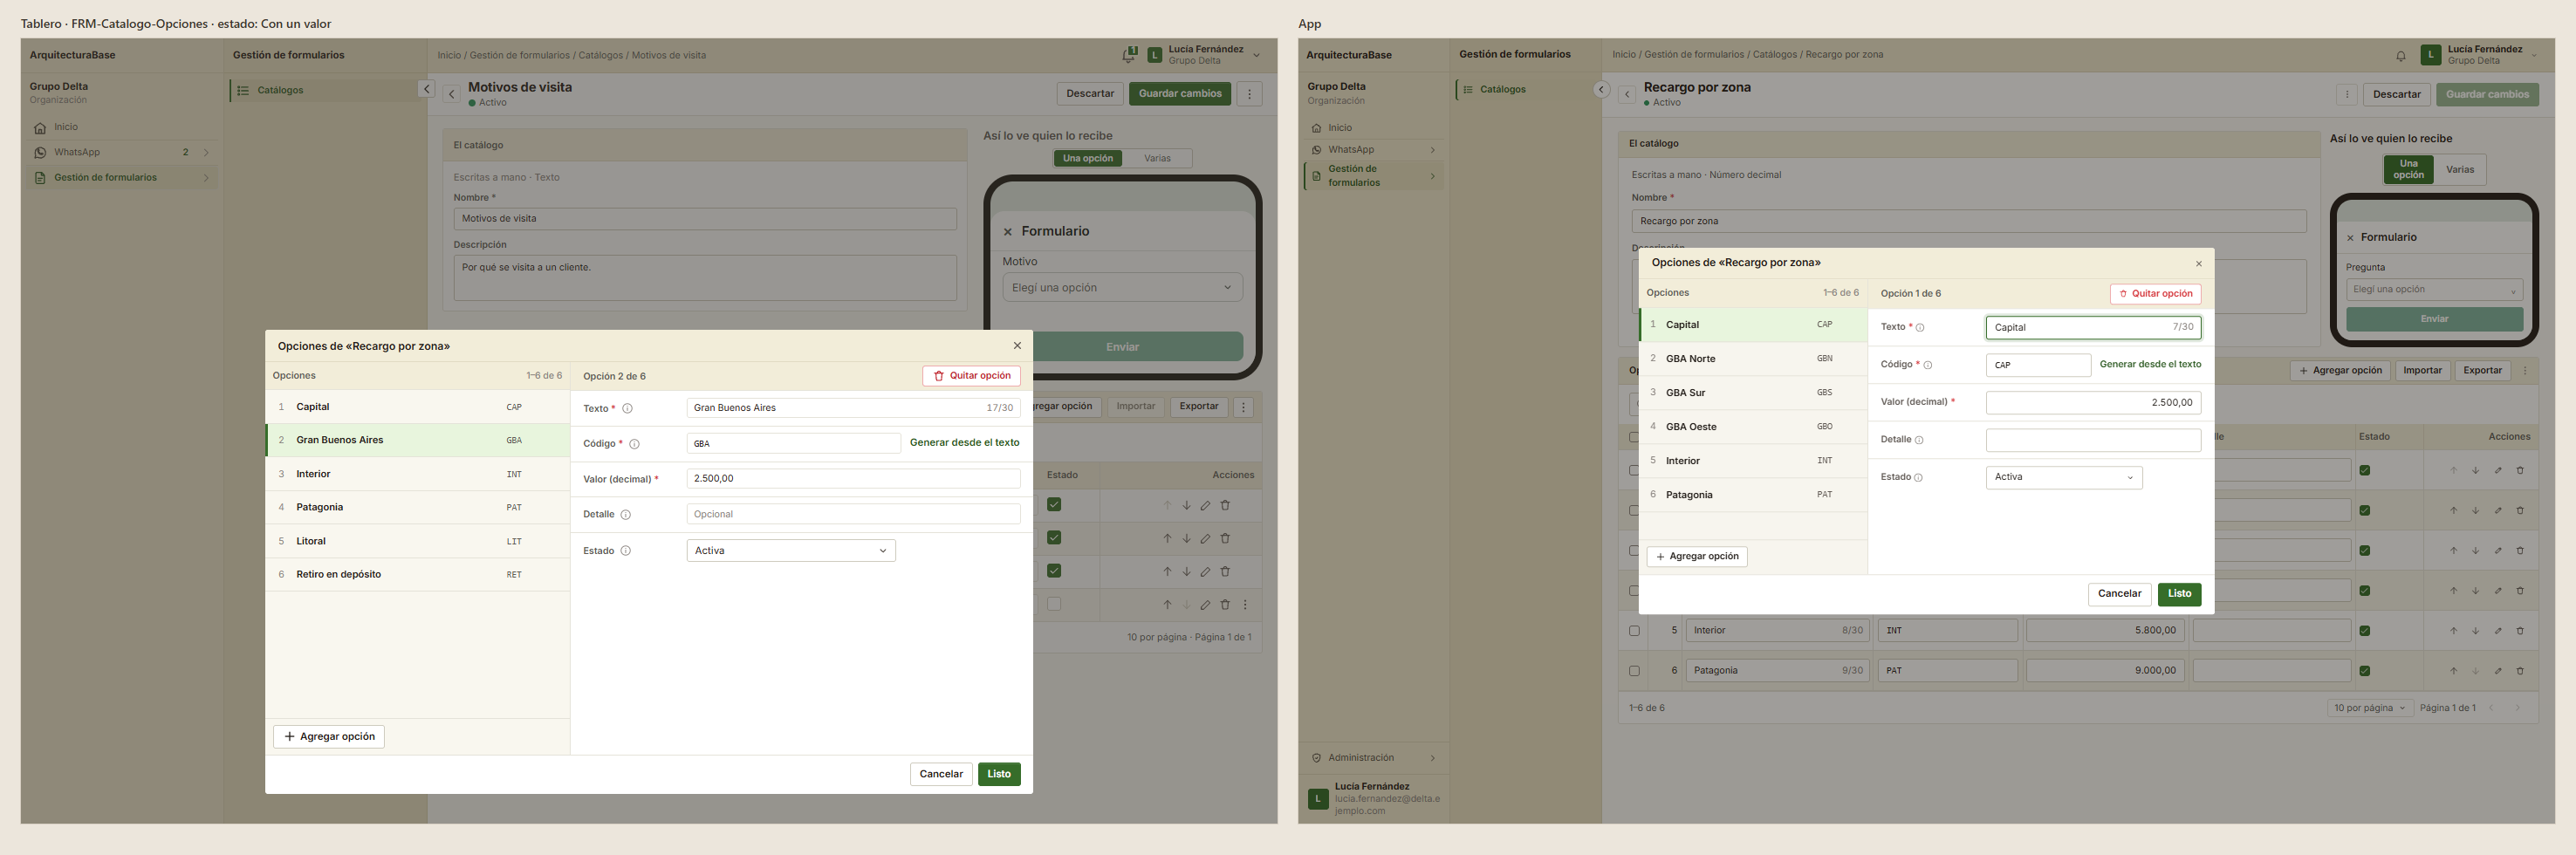 Tablero · FRM-Catalogo-Opciones · estado: Con un valor
ArquitecturaBase
Gestión de formularios
Inicio / Gestión de formularios / Catálogos / Motivos de visita
1
L
Lucía Fernández
Grupo Delta
Grupo Delta
Organización
Inicio
WhatsApp 2
Gestión de formularios
Catálogos
Motivos de visita
Activo
Descartar
Guardar cambios
El catálogo
Escritas a mano · Texto
Nombre *
Motivos de visita
Descripción
Por qué se visita a un cliente.
Así lo ve quien lo recibe
Una opción
Varias
Formulario
Motivo
Elegí una opción
Enviar
gregar opción
Importar
Exportar
Estado
Acciones
10 por página · Página 1 de 1
Opciones de «Recargo por zona»
Opciones 1–6 de 6
1 Capital CAP
2 Gran Buenos Aires GBA
3 Interior INT
4 Patagonia PAT
5 Litoral LIT
6 Retiro en depósito RET
Agregar opción
Opción 2 de 6
Quitar opción
Texto * Gran Buenos Aires 17/30
Código * GBA Generar desde el texto
Valor (decimal) * 2.500,00
Detalle Opcional
Estado Activa
Cancelar
Listo
App
ArquitecturaBase
Gestión de formularios
Inicio / Gestión de formularios / Catálogos / Recargo por zona
L
Lucía Fernández
Grupo Delta
Grupo Delta
Organización
Inicio
WhatsApp
Gestión de
formularios
Catálogos
Recargo por zona
Activo
Descartar
Guardar cambios
El catálogo
Escritas a mano · Número decimal
Nombre *
Recargo por zona
Descripción
Así lo ve quien lo recibe
Una
opción
Varias
Formulario
Pregunta
Elegí una opción
Enviar
Op
Agregar opción
Importar
Exportar
lle
Estado
Acciones
Opciones de «Recargo por zona»
Opciones 1–6 de 6
1 Capital CAP
2 GBA Norte GBN
3 GBA Sur GBS
4 GBA Oeste GBO
5 Interior INT
6 Patagonia PAT
Agregar opción
Opción 1 de 6
Quitar opción
Texto * Capital 7/30
Código * CAP Generar desde el texto
Valor (decimal) * 2.500,00
Detalle
Estado Activa
Cancelar
Listo
5 Interior 8/30 INT 5.800,00
6 Patagonia 9/30 PAT 9.000,00
1–6 de 6
10 por página
Página 1 de 1
Administración
L
Lucía Fernández
lucia.fernandez@delta.e
jemplo.com